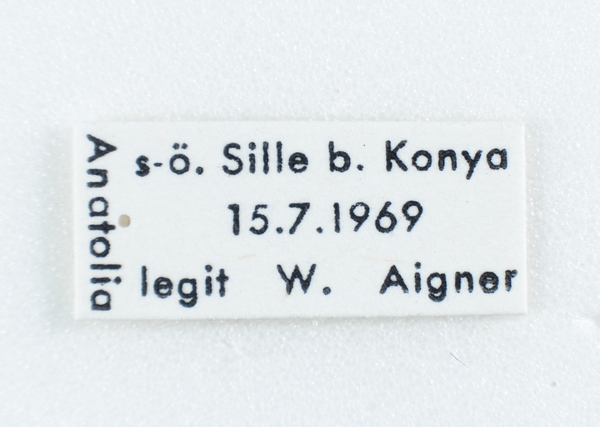 Anatolia
s-ö. Sille b. Konya
15.7.1969
legit W. Aigner